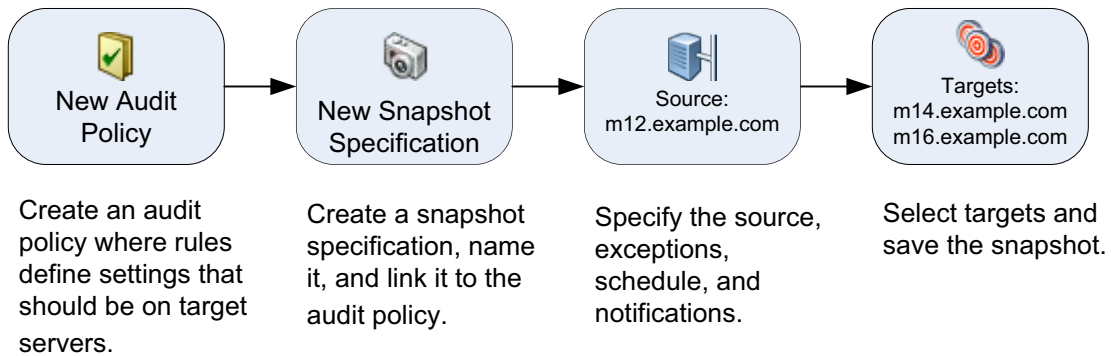 New Audit
Policy
New Snapshot
Specification
Source:
m12.example.com
Targets:
m14.example.com
m16.example.com
Create an audit
policy where rules
define settings that
should be on target
servers.
Create a snapshot
specification, name
it, and link it to the
audit policy.
Specify the source,
exceptions,
schedule, and
notifications.
Select targets and
save the snapshot.